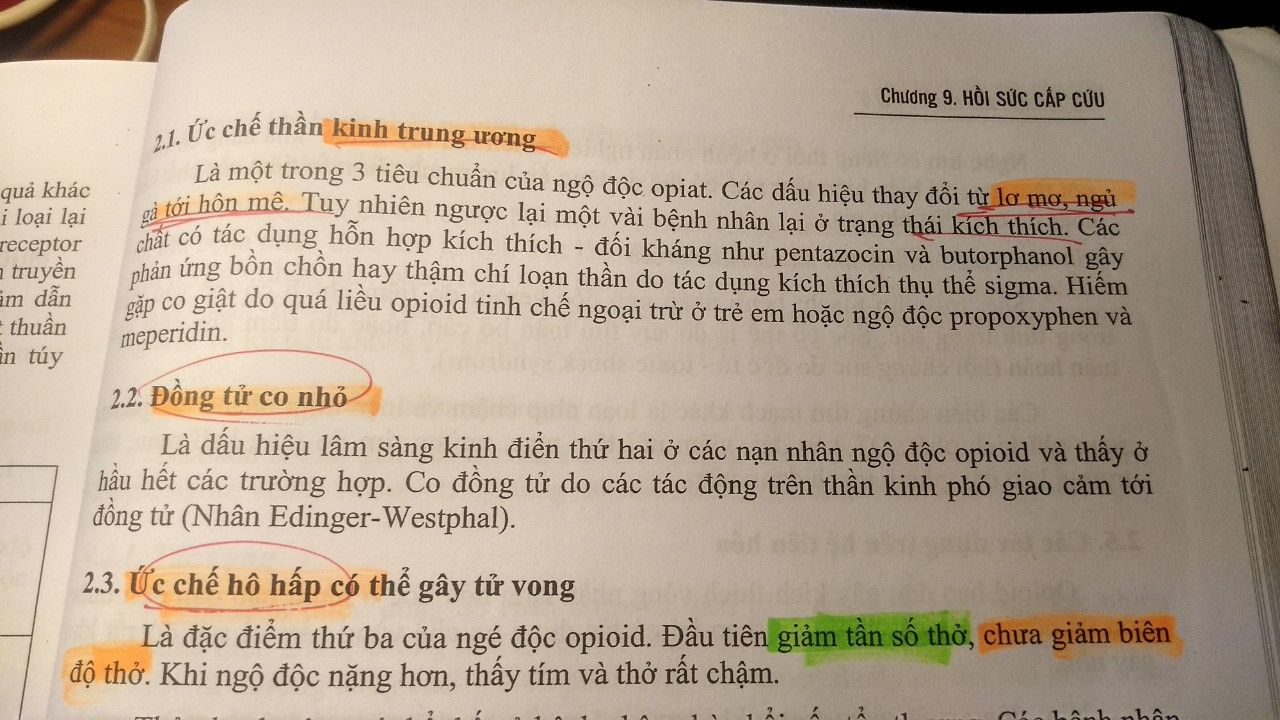 Chương 9. HỒI SỨC CẤP CỨU
quả khác
i loại lại
receptor
truyền
ảm dẫn
thuần
ần túy
2.1. Ức chế thần kinh trung ương
Là một trong 3 tiêu chuẩn của ngộ độc opiat. Các dấu hiệu thay đổi từ lơ mơ, ngủ
gà tới hôn mê. Tuy nhiên ngược lại một vài bệnh nhân lại ở trạng thái kích thích. Các
chất có tác dụng hỗn hợp kích thích - đối kháng như pentazocin và butorphanol gây
phản ứng bồn chồn hay thậm chí loạn thần do tác dụng kích thích thụ thể sigma. Hiếm
gặp co giật do quá liều opioid tinh chế ngoại trừ ở trẻ em hoặc ngộ độc propoxyphen và
meperidin.
2.2. Đồng tử co nhỏ
Là dấu hiệu lâm sàng kinh điển thứ hai ở các nạn nhân ngộ độc opioid và thấy ở
hầu hết các trường hợp. Co đồng tử do các tác động trên thần kinh phó giao cảm tới
đồng tử (Nhân Edinger-Westphal).
2.3. Ức chế hô hấp có thể gây tử vong
Là đặc điểm thứ ba của ngé độc opioid. Đầu tiên giảm tần số thở, chưa giảm biên
độ thở. Khi ngộ độc nặng hơn, thấy tím và thở rất chậm.